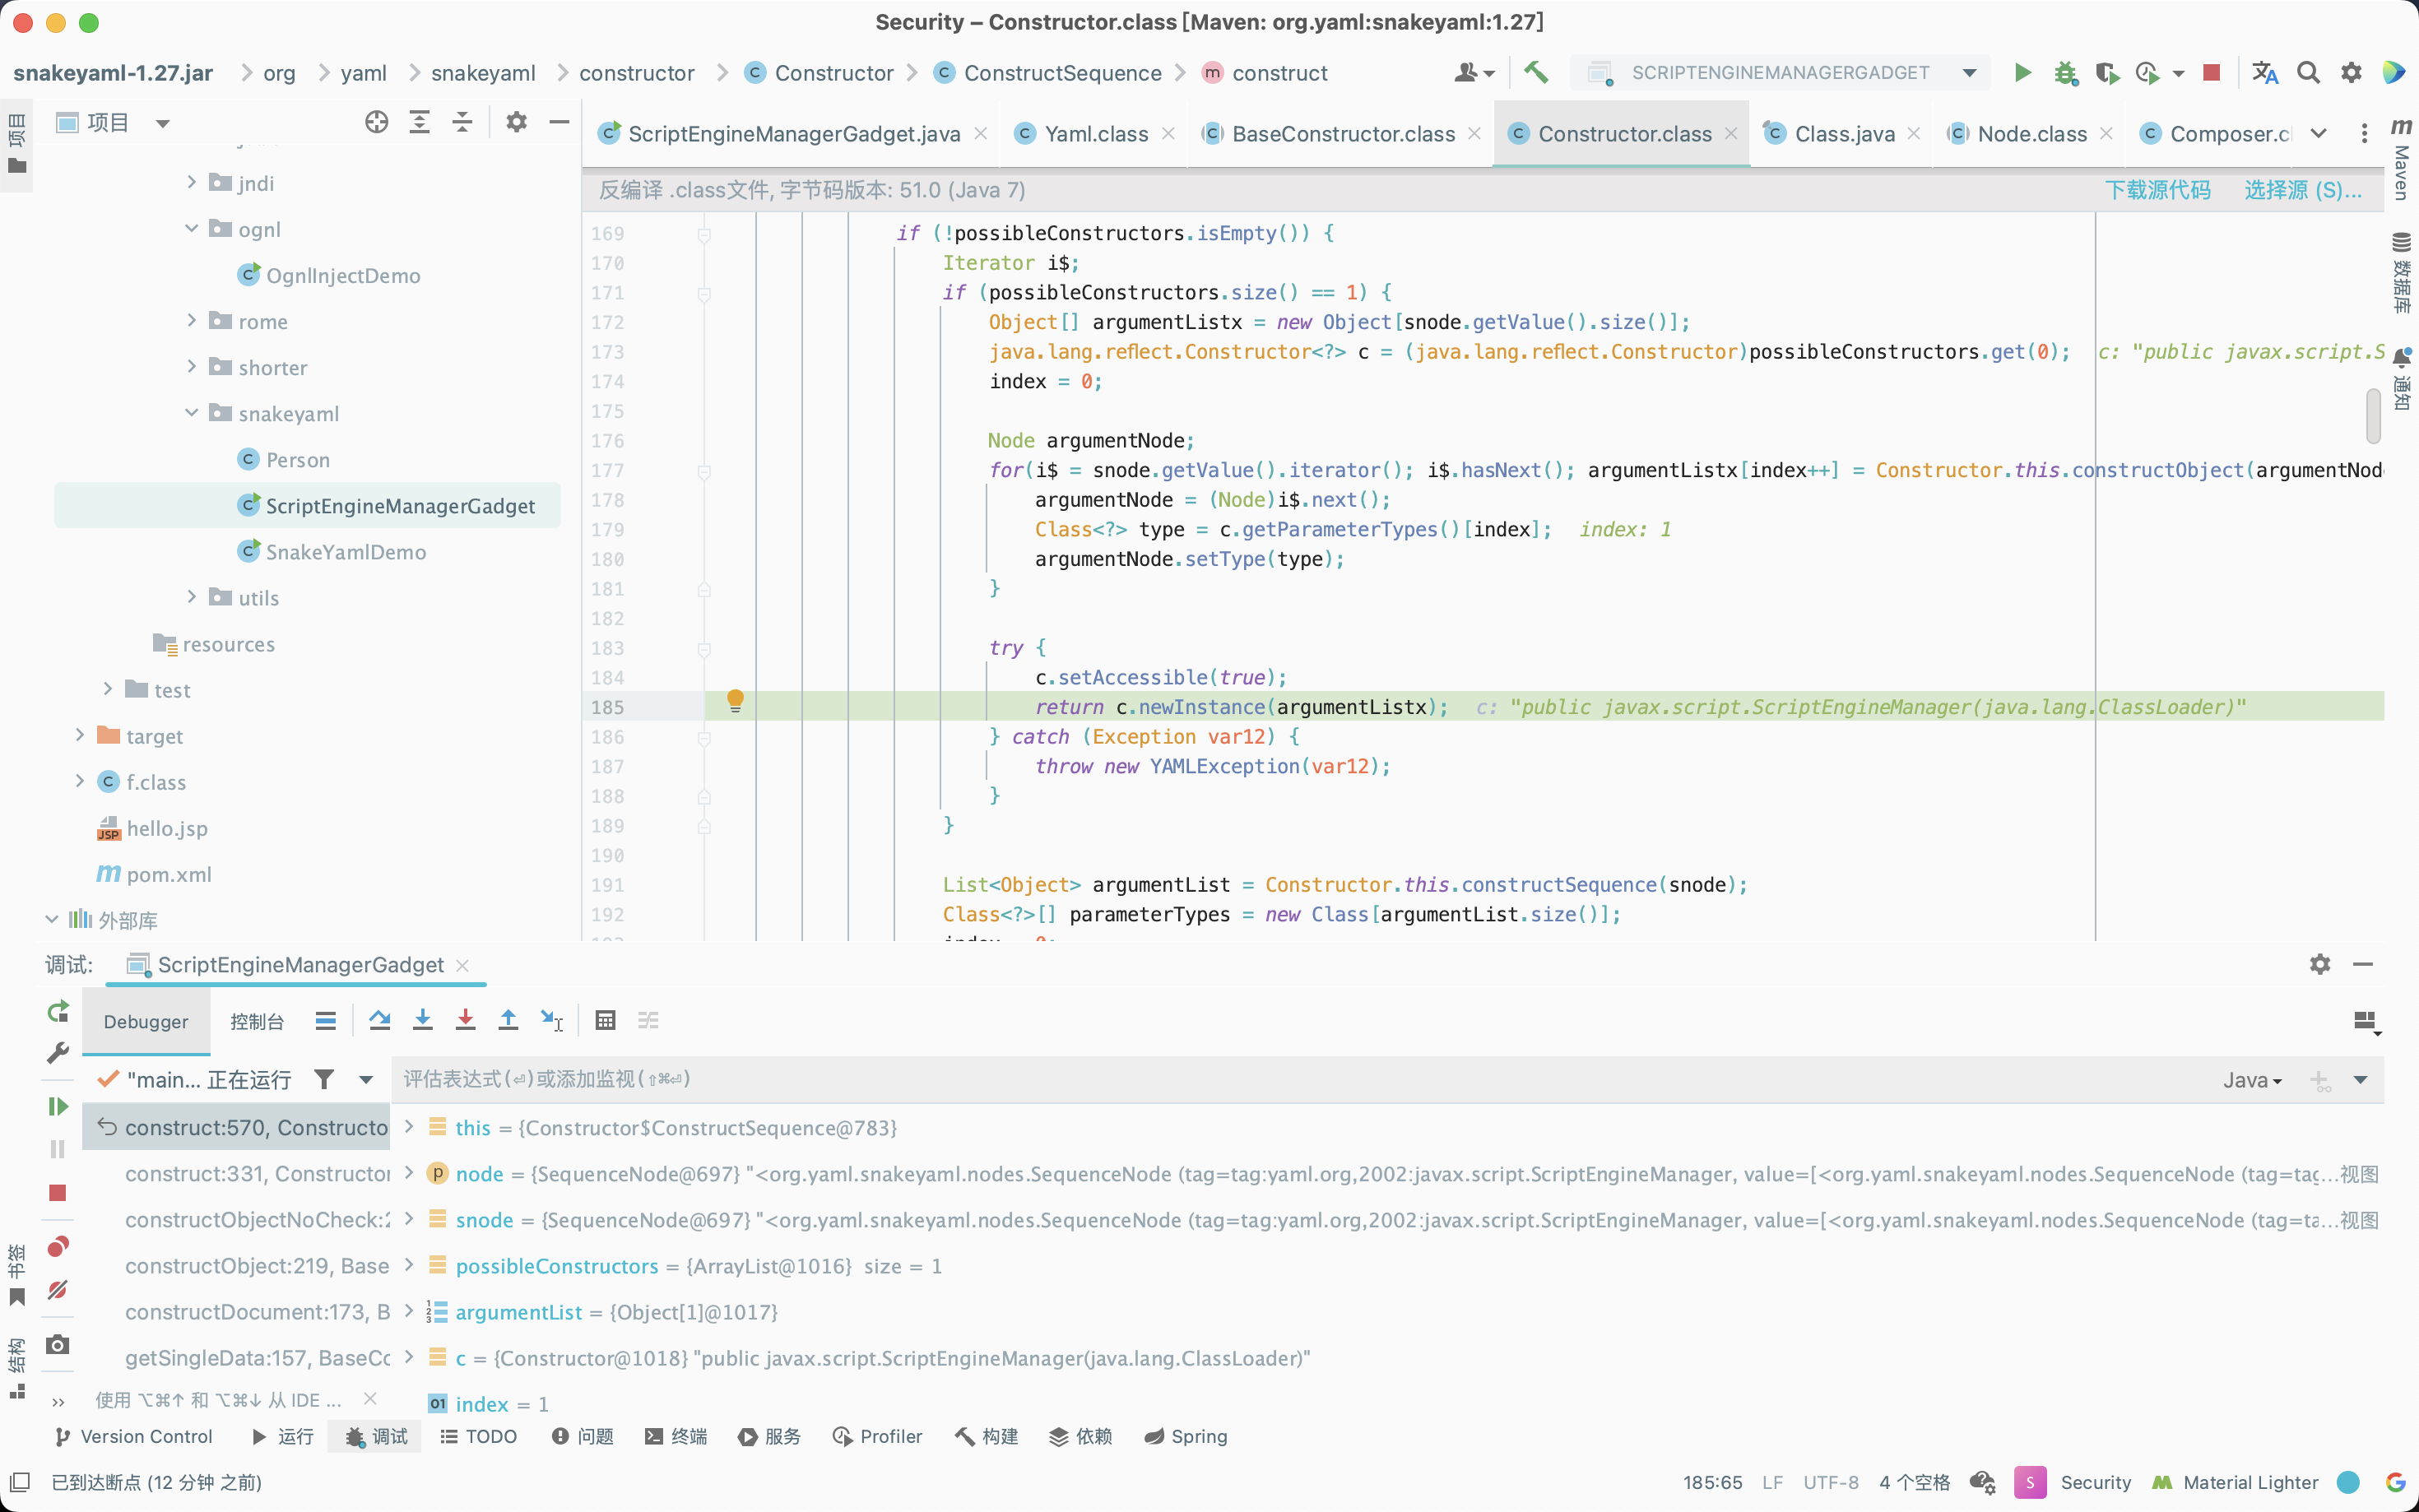 Security – Constructor.class [Maven: org.yaml:snakeyaml:1.27]
snakeyaml-1.27.jar org yaml snakeyaml constructor Constructor ConstructSequence construct SCRIPTENGINEMANAGERGADGET
项目
ScriptEngineManagerGadget.java Yaml.class BaseConstructor.class Constructor.class Class.java Node.class Composer.cl
反编译 .class文件, 字节码版本: 51.0 (Java 7) 下载源代码 选择源 (S)...
项目
jndi
ognl
OgnlInjectDemo
rome
shorter
snakeyaml
Person
ScriptEngineManagerGadget
SnakeYamlDemo
utils
resources
test
target
f.class
hello.jsp
pom.xml
外部库
169 if (!possibleConstructors.isEmpty()) {
170 Iterator i$;
171 if (possibleConstructors.size() == 1) {
172 Object[] argumentListx = new Object[snode.getValue().size()];
173 java.lang.reflect.Constructor<?> c = (java.lang.reflect.Constructor)possibleConstructors.get(0); c: "public javax.script.S
174 index = 0;
175
176 Node argumentNode;
177 for(i$ = snode.getValue().iterator(); i$.hasNext(); argumentListx[index++] = Constructor.this.constructObject(argumentNod
178 argumentNode = (Node)i$.next();
179 Class<?> type = c.getParameterTypes()[index]; index: 1
180 argumentNode.setType(type);
181 }
182
183 try {
184 c.setAccessible(true);
185 return c.newInstance(argumentListx); c: "public javax.script.ScriptEngineManager(java.lang.ClassLoader)"
186 } catch (Exception var12) {
187 throw new YAMLException(var12);
188 }
189 }
190
191 List<Object> argumentList = Constructor.this.constructSequence(snode);
192 Class<?>[] parameterTypes = new Class[argumentList.size()];
Maven
数据库
通知
调试: ScriptEngineManagerGadget
Debugger 控制台
"main... 正在运行 评估表达式(⏎)或添加监视(⇧⌘⏎) Java
construct:570, Constructo
construct:331, Constructor
constructObjectNoCheck:2
constructObject:219, Base
constructDocument:173, B
getSingleData:157, BaseCo
使用 ⌥⌘↑ 和 ⌥⌘↓ 从 IDE ...
this = {Constructor$ConstructSequence@783}
node = {SequenceNode@697} "<org.yaml.snakeyaml.nodes.SequenceNode (tag=tag:yaml.org,2002:javax.script.ScriptEngineManager, value=[<org.yaml.snakeyaml.nodes.SequenceNode (tag=tag...视图
snode = {SequenceNode@697} "<org.yaml.snakeyaml.nodes.SequenceNode (tag=tag:yaml.org,2002:javax.script.ScriptEngineManager, value=[<org.yaml.snakeyaml.nodes.SequenceNode (tag=ta...视图
possibleConstructors = {ArrayList@1016} size = 1
argumentList = {Object[1]@1017}
c = {Constructor@1018} "public javax.script.ScriptEngineManager(java.lang.ClassLoader)"
index = 1
书签
结构
Version Control 运行 调试 TODO 问题 终端 服务 Profiler 构建 依赖 Spring
已到达断点 (12 分钟 之前) 185:65 LF UTF-8 4 个空格 S Security Material Lighter